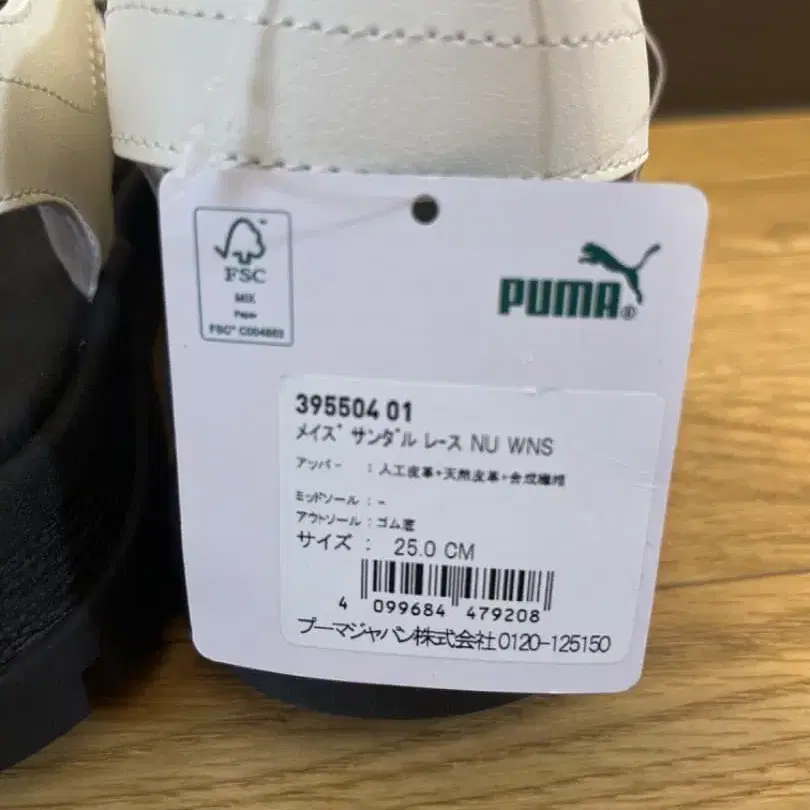 FSC
MIX
Paper
FSC™ C004863
PUMA®
395504 01
メイズ サンダル レース NU WNS
アッパー : 人工皮革+天然皮革+合成繊維
ミッドソール : -
アウトソール : ゴム底
サイズ : 25.0 CM
4 099684 479208
プーマジャパン株式会社0120-125150